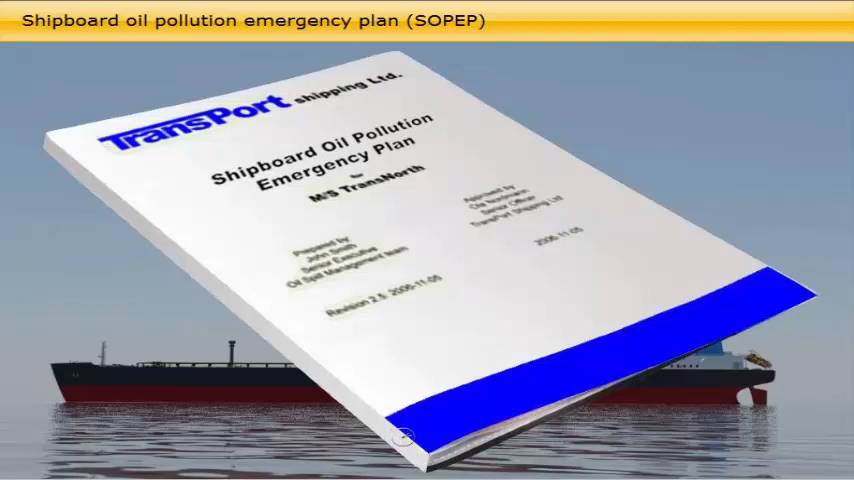 Shipboard oil pollution emergency plan (SOPEP)
TransPort shipping Ltd.
Shipboard Oil Pollution
Emergency Plan
for
M/S TransNorth
Prepared by
John Smith
Senior Executive
Oil Spill Management team
Revision 2.5 2006-11-05
Approved by
Ola Nordmann
Senior Officer
TransPort Shipping Ltd
2006-11-05